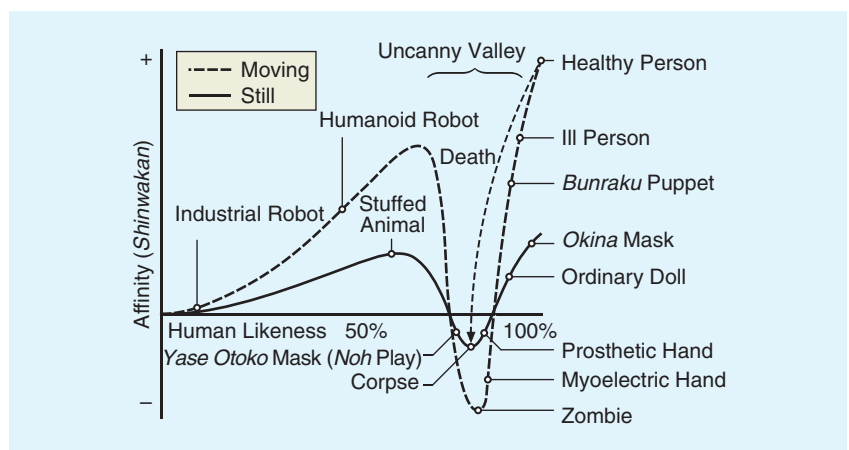 +
Uncanny Valley
Healthy Person
Moving
Still
Humanoid Robot
Ill Person
Death
Bunraku Puppet
Stuffed
Animal
Industrial Robot
Okina Mask
Ordinary Doll
Affinity (Shinwakan)
Human Likeness 50% 100%
Yase Otoko Mask (Noh Play)
Prosthetic Hand
Corpse
Myoelectric Hand
–
Zombie